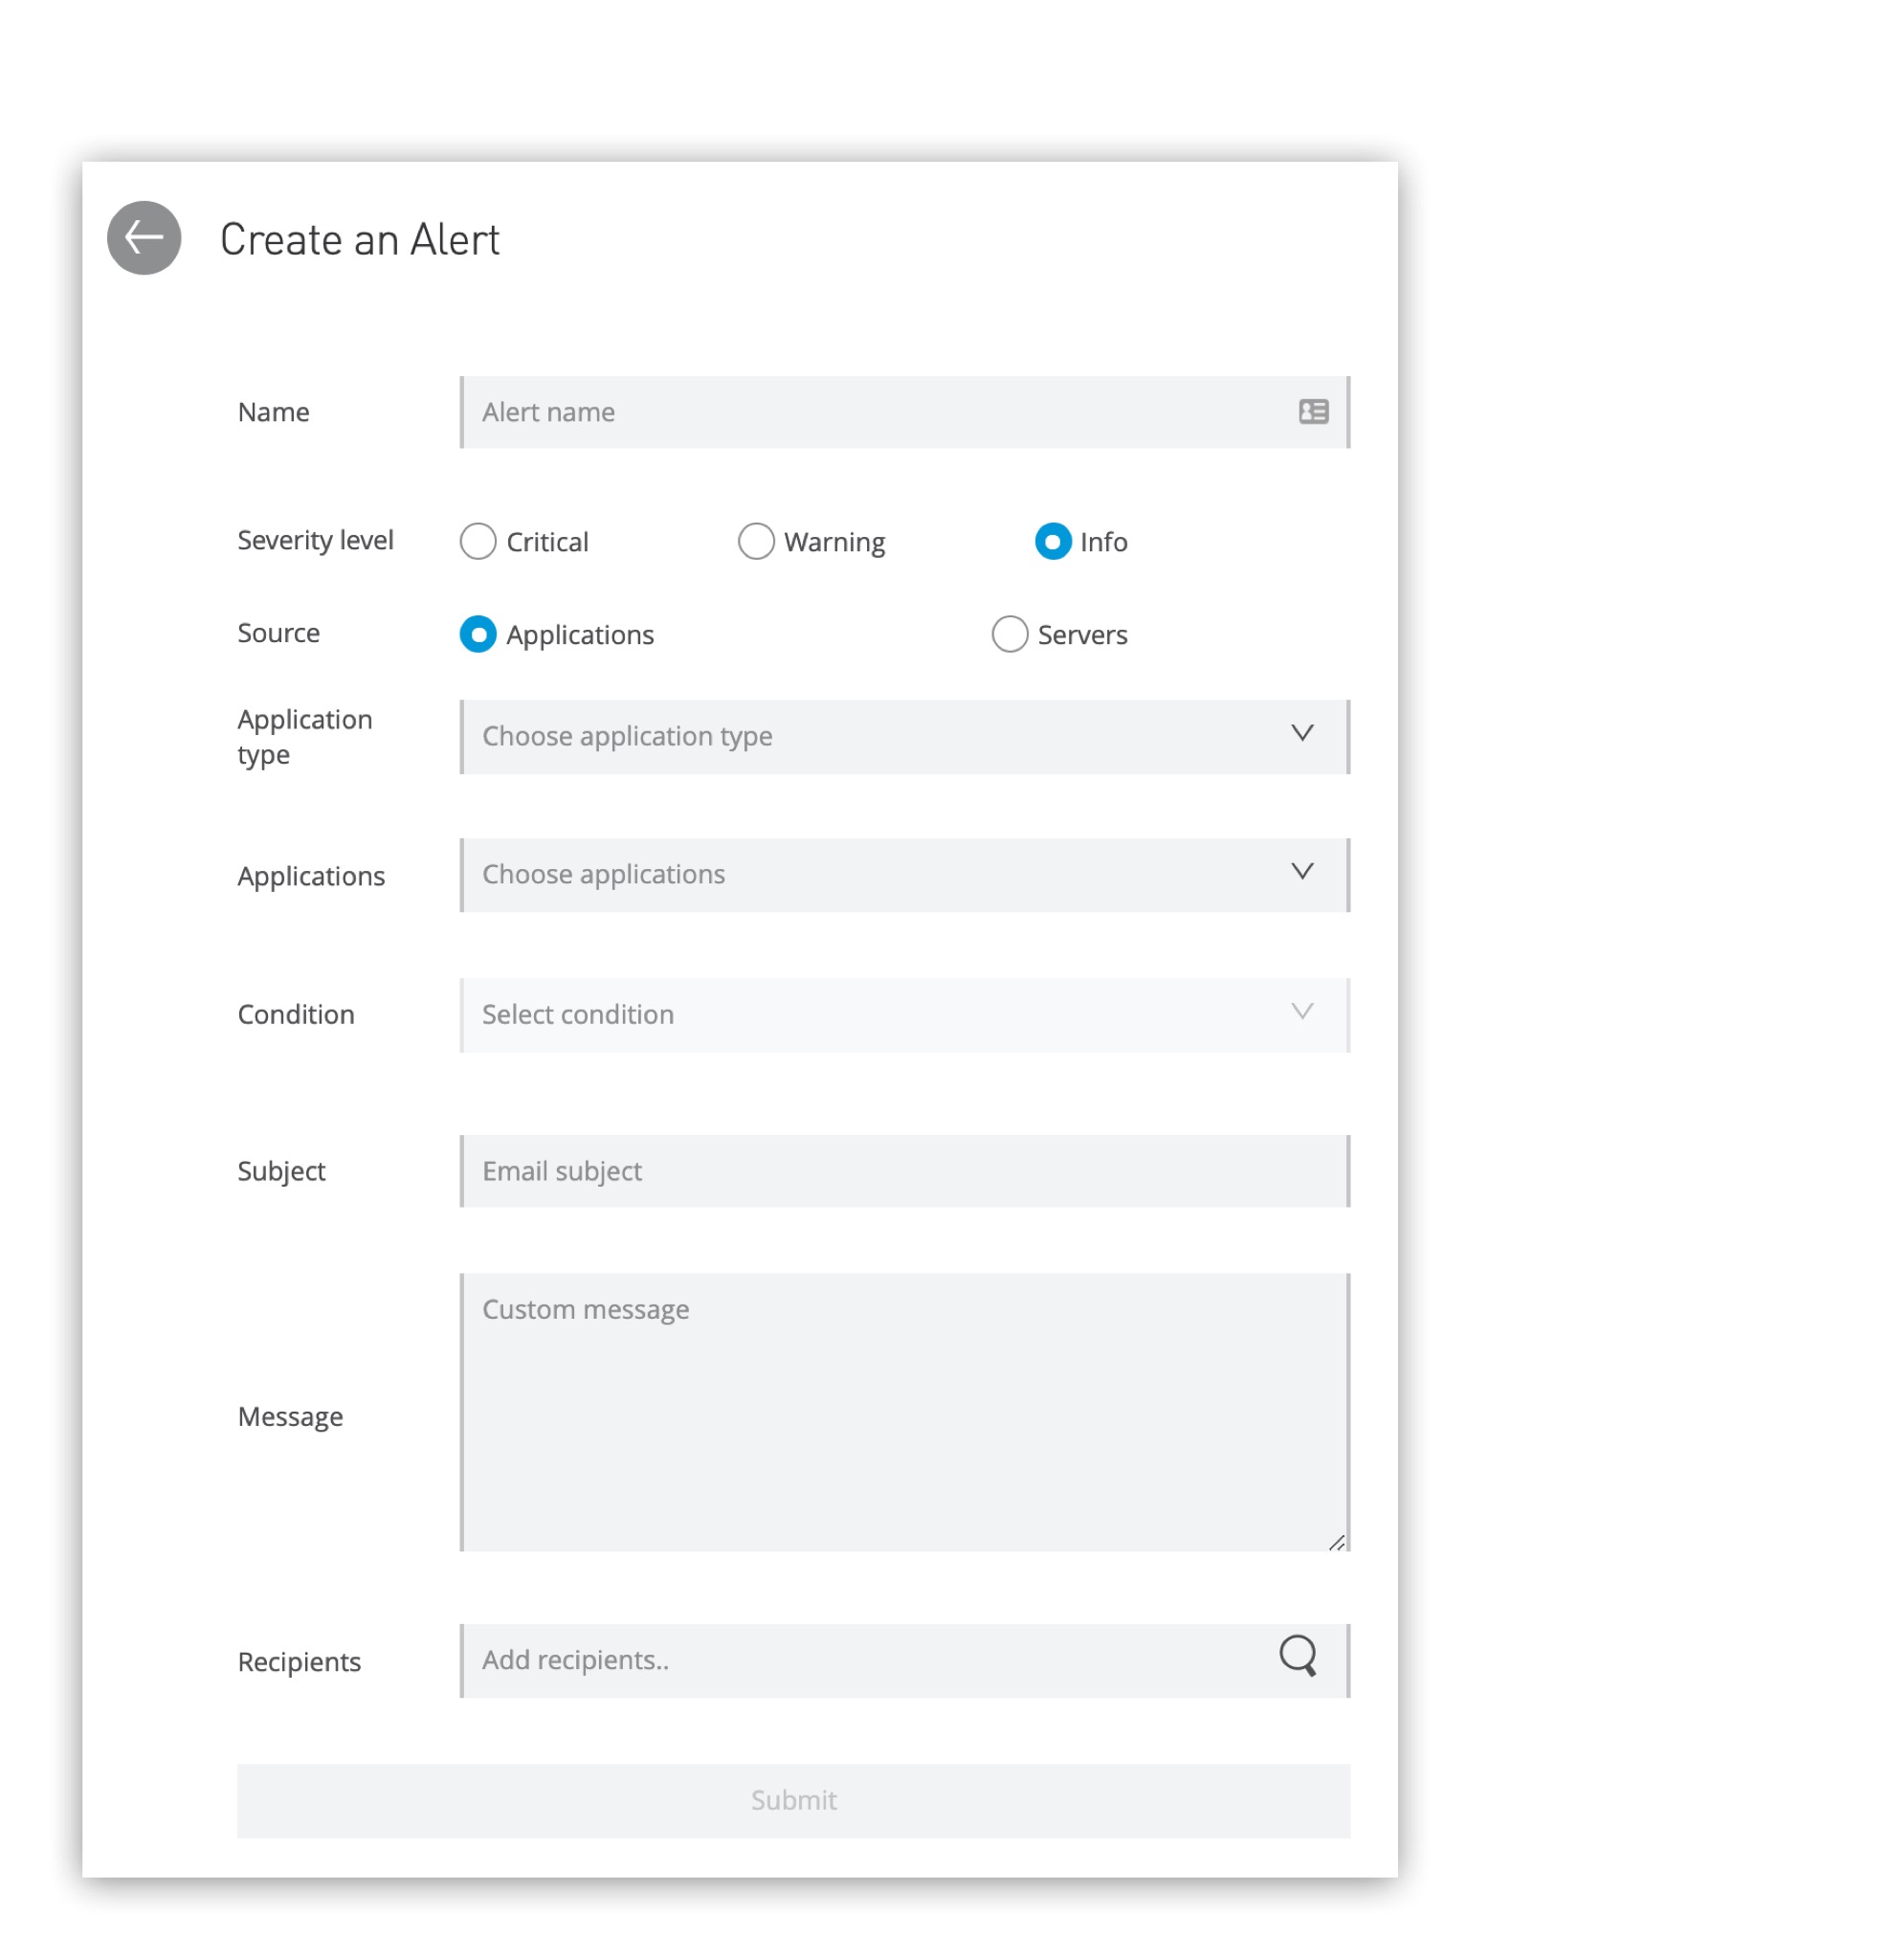 Create an Alert
Name
Alert name
Severity level
Critical
Warning
Info
Source
Applications
Servers
Application
type
Choose application type
Applications
Choose applications
Condition
Select condition
Subject
Email subject
Message
Custom message
Recipients
Add recipients..
Submit